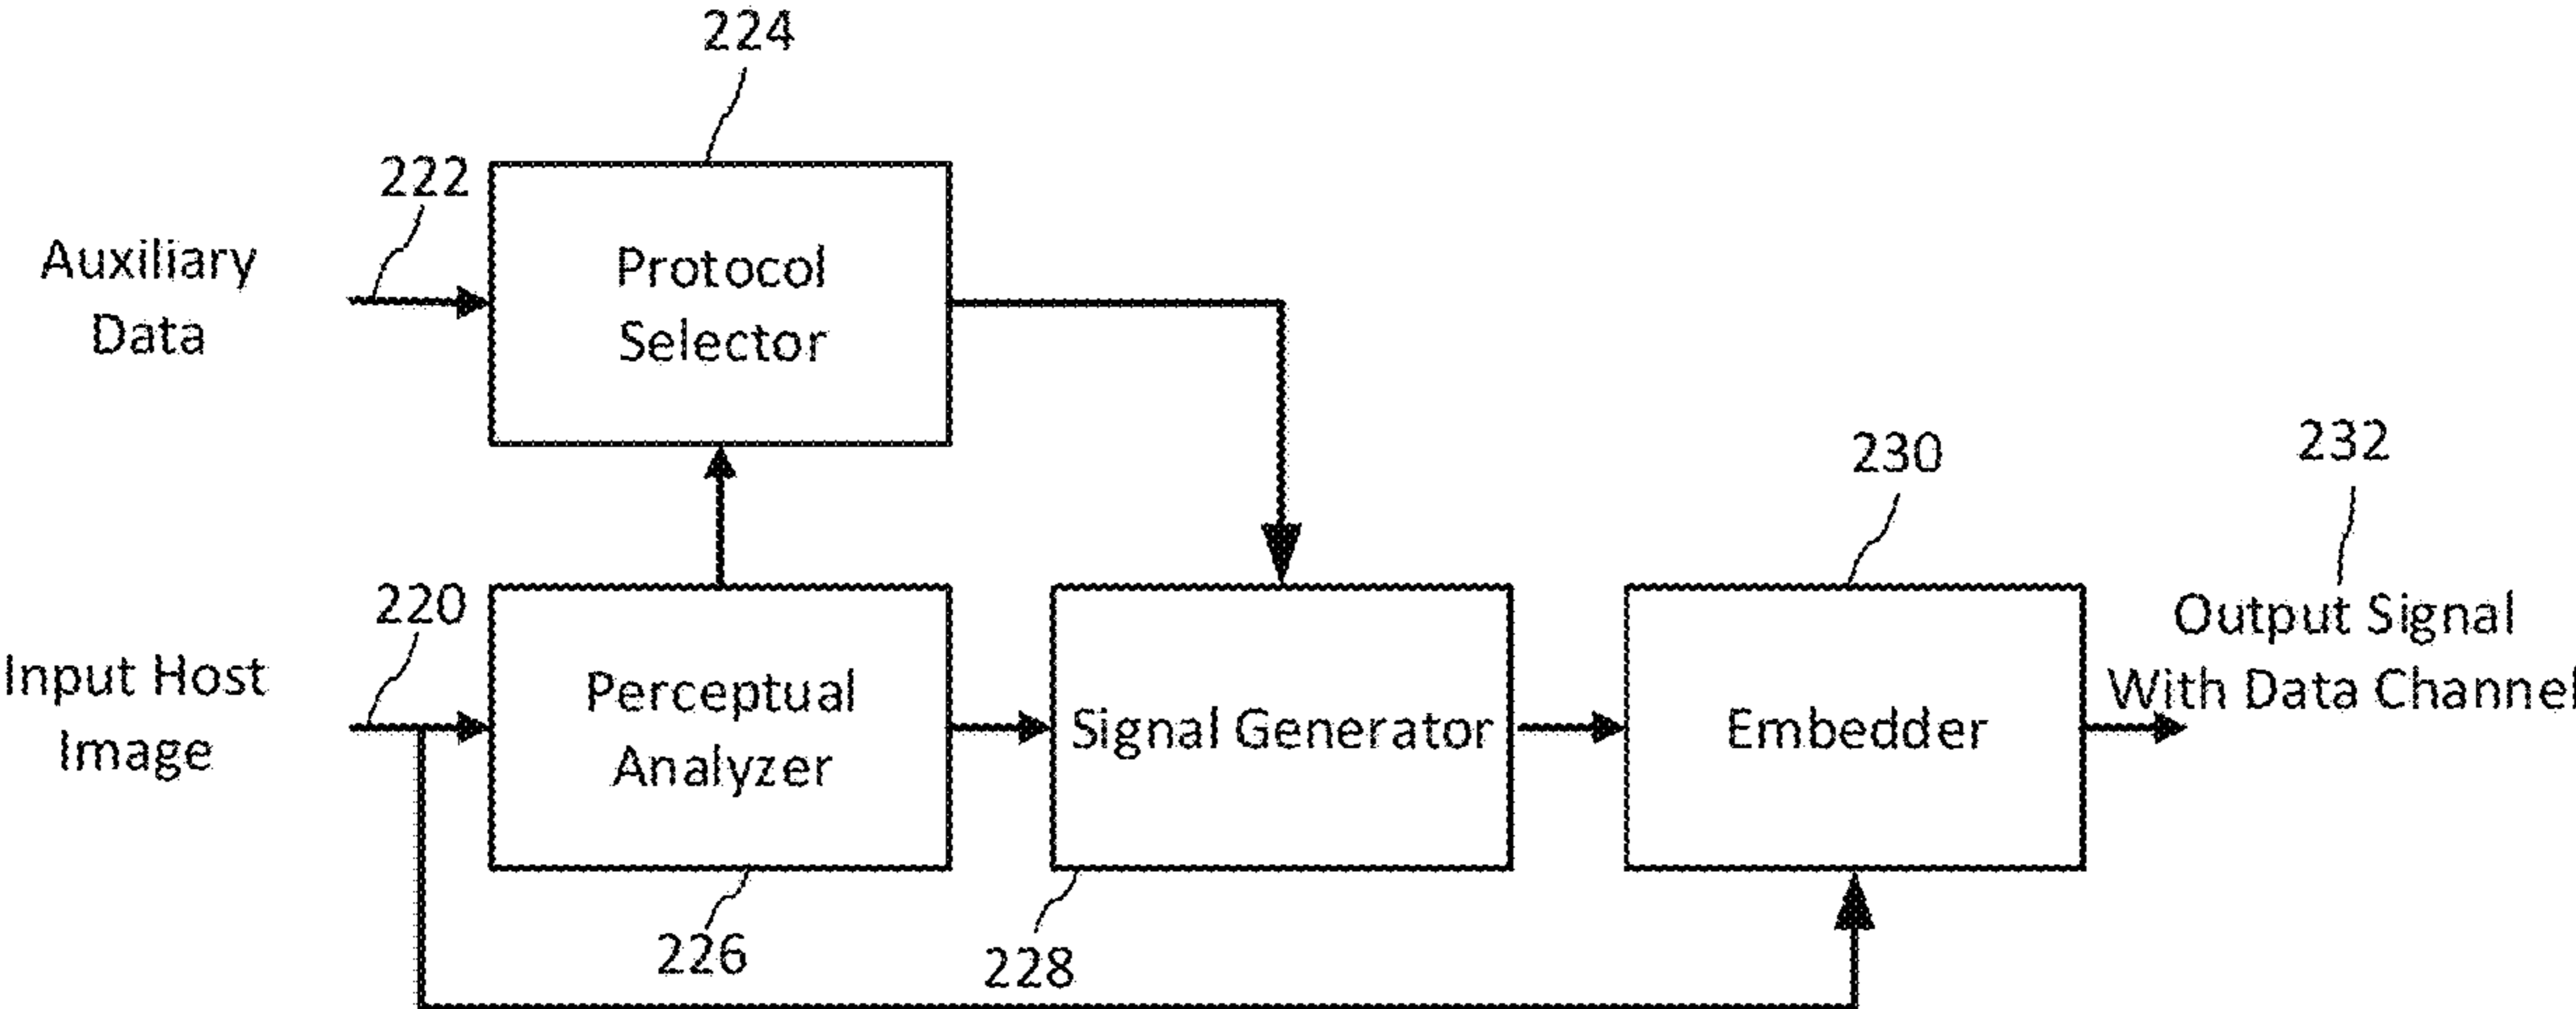 224
222
Auxiliary
Data
Protocol
Selector
230
232
220
Input Host
Image
Perceptual
Analyzer
Signal Generator
Embedder
Output Signal
With Data Channel
226
228